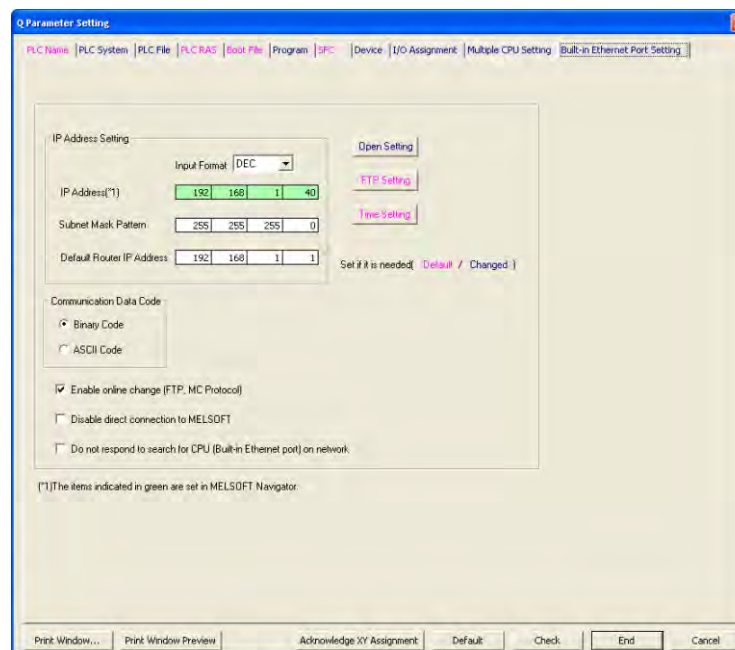 Q Parameter Setting
PLC Name PLC System PLC File PLC RAS Boot File Program SFC Device I/O Assignment Multiple CPU Setting Built-in Ethernet Port Setting
IP Address Setting
Input Format DEC
IP Address(*1) 192 168 1 40
Subnet Mask Pattern 255 255 255 0
Default Router IP Address 192 168 1 1
Open Setting
FTP Setting
Time Setting
Set if it is needed( Default / Changed )
Communication Data Code
Binary Code
ASCII Code
Enable online change (FTP, MC Protocol)
Disable direct connection to MELSOFT
Do not respond to search for CPU (Built-in Ethernet port) on network
(*1)The items indicated in green are set in MELSOFT Navigator.
Print Window... Print Window Preview Acknowledge XY Assignment Default Check End Cancel